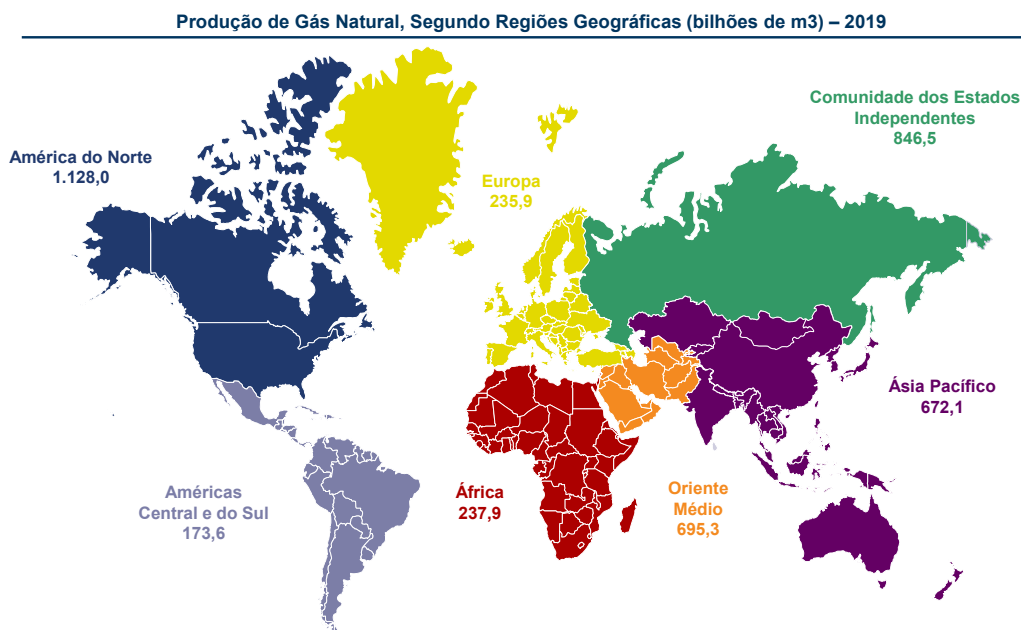 Produção de Gás Natural, Segundo Regiões Geográficas (bilhões de m3) – 2019
Comunidade dos Estados
Independentes
846,5
América do Norte
1.128,0
Europa
235,9
Ásia Pacífico
672,1
Américas
Central e do Sul
173,6
África
237,9
Oriente
Médio
695,3